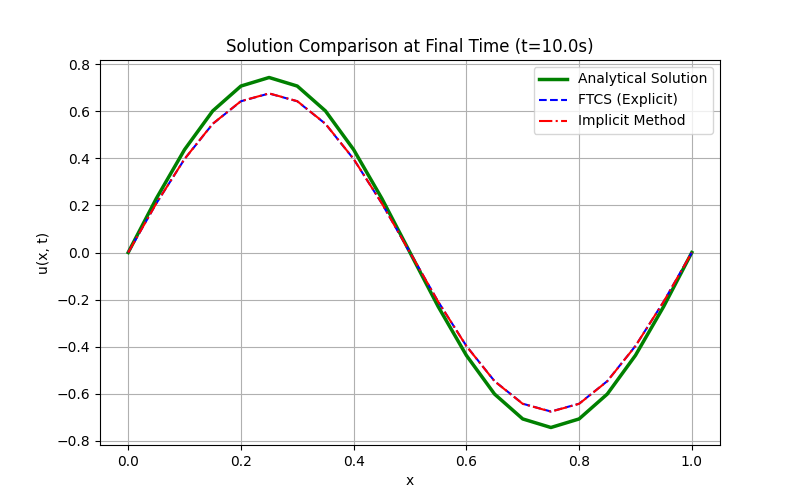 Solution Comparison at Final Time (t=10.0s)
Analytical Solution
FTCS (Explicit)
Implicit Method
0.8
0.6
0.4
0.2
0.0
−0.2
−0.4
−0.6
−0.8
u(x, t)
0.0 0.2 0.4 0.6 0.8 1.0
x